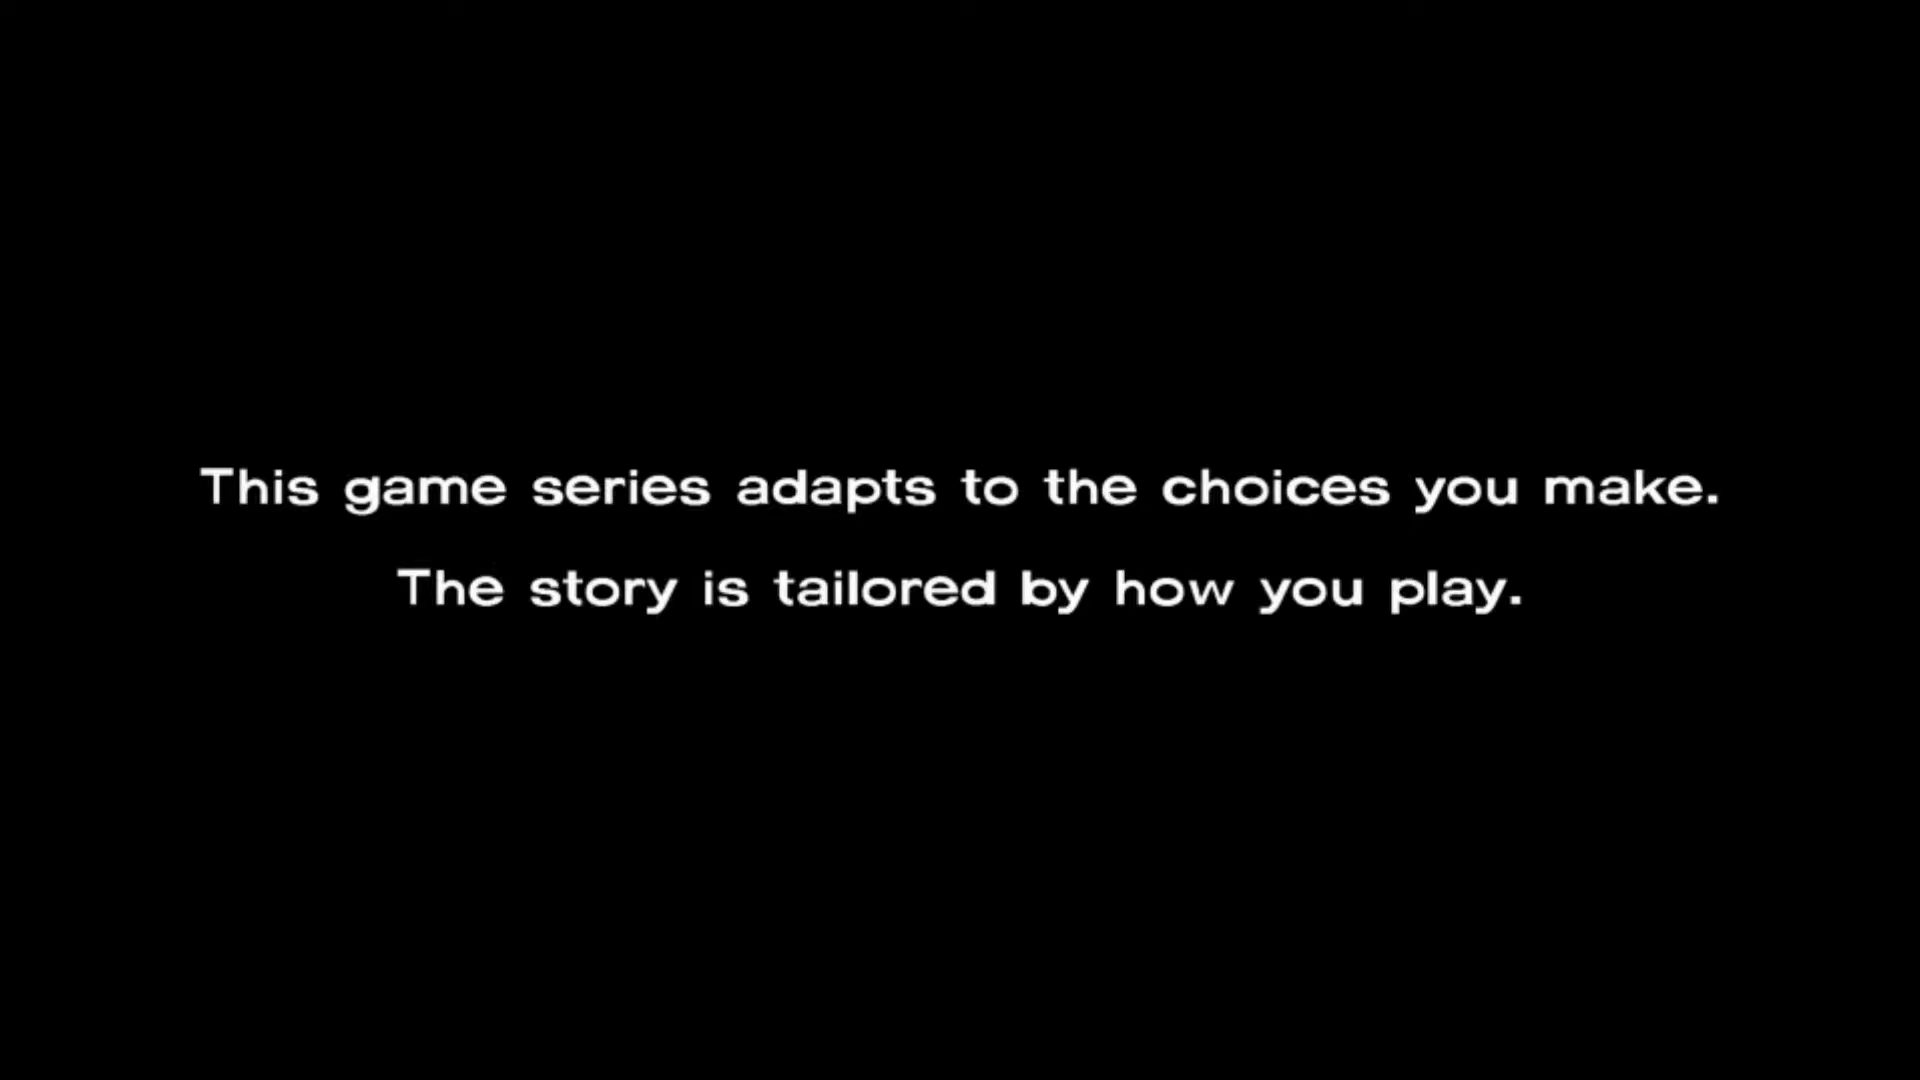 This game series adapts to the choices you make.
The story is tailored by how you play.